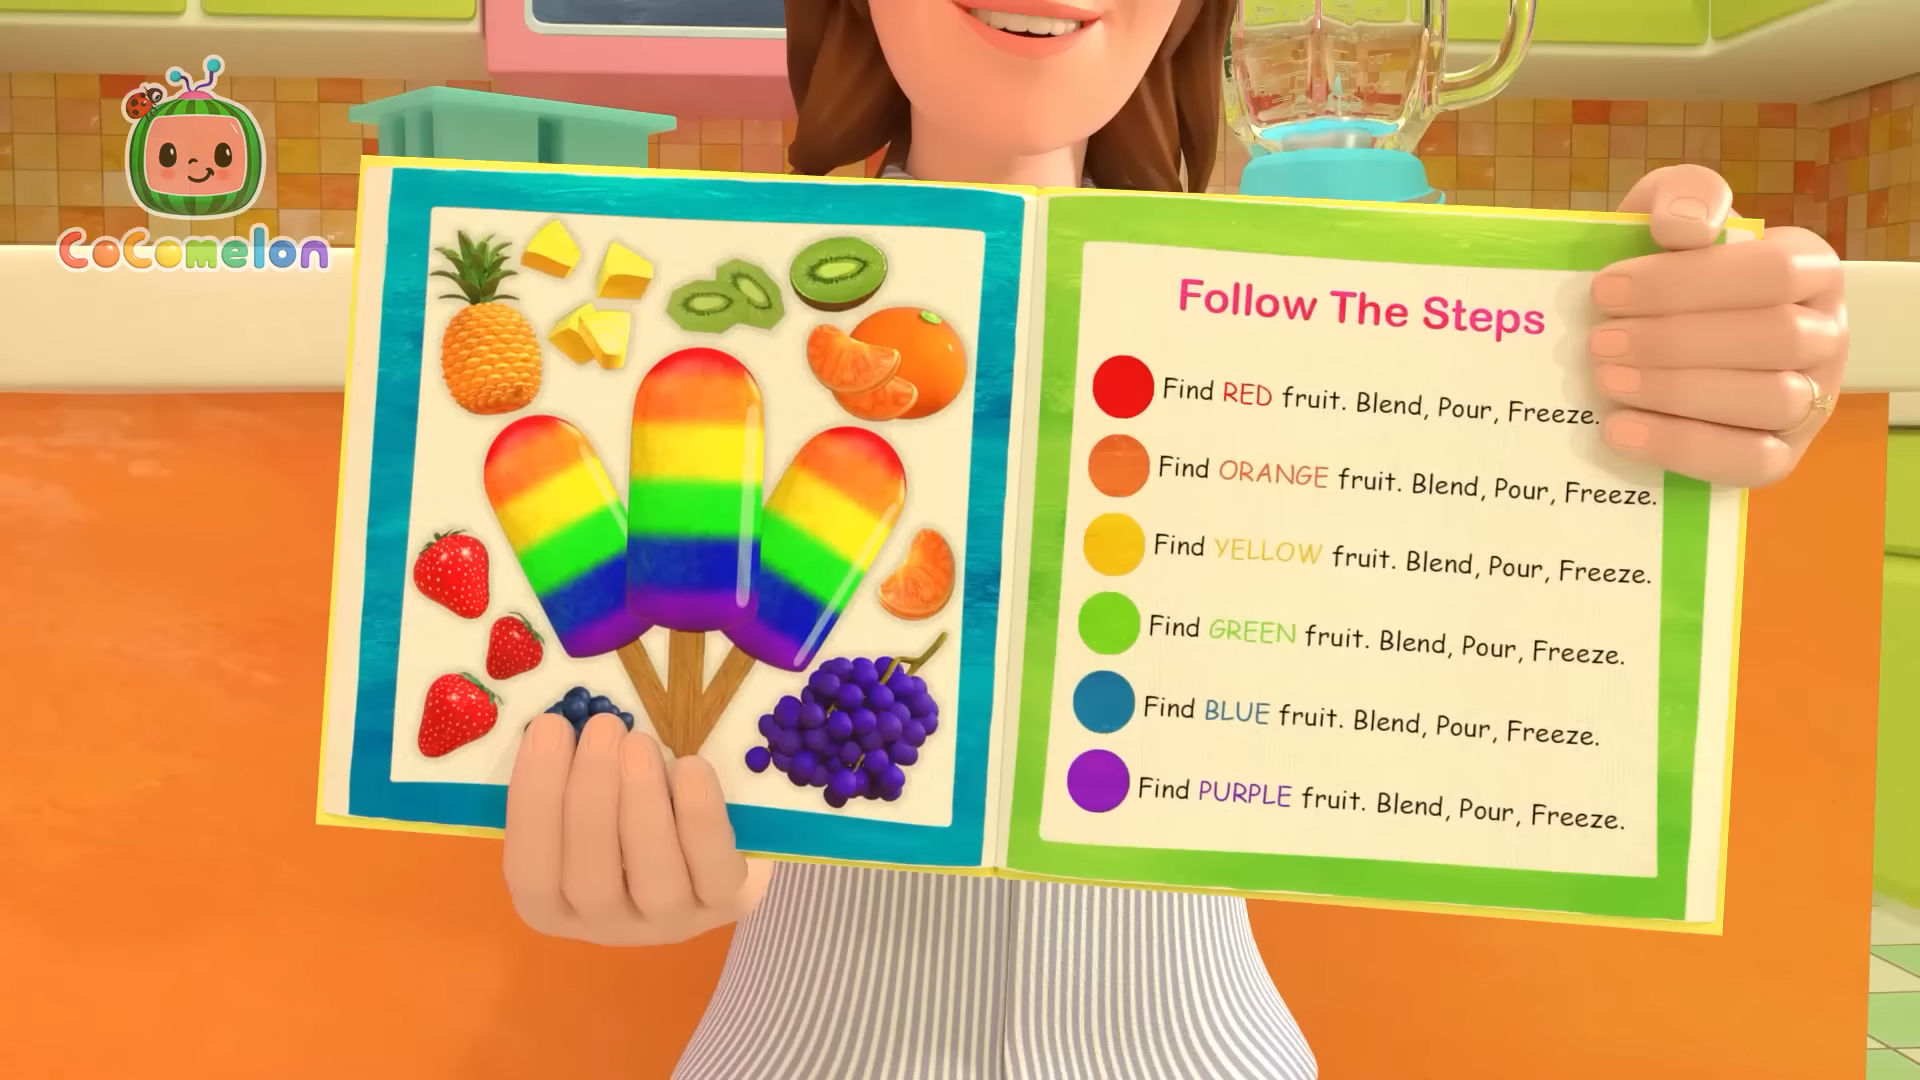 CoComelon
Follow The Steps
Find RED fruit. Blend, Pour, Freeze.
Find ORANGE fruit. Blend, Pour, Freeze.
Find YELLOW fruit. Blend, Pour, Freeze.
Find GREEN fruit. Blend, Pour, Freeze.
Find BLUE fruit. Blend, Pour, Freeze.
Find PURPLE fruit. Blend, Pour, Freeze.